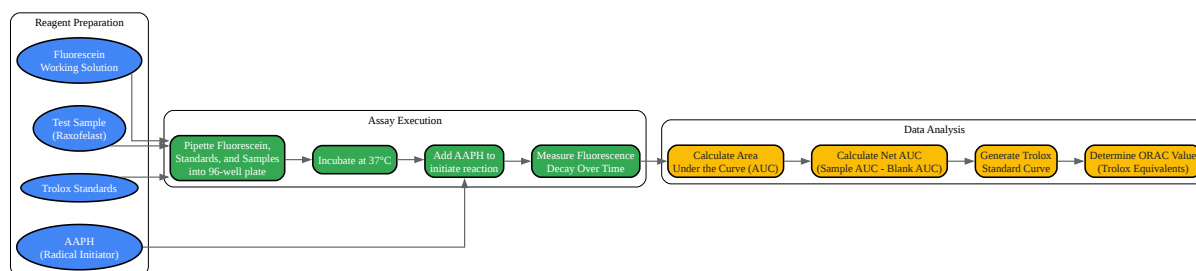 Reagent Preparation
Fluorescein
Working Solution
Test Sample
(Raxofelast)
Trolox Standards
AAPH
(Radical Initiator)
Assay Execution
Pipette Fluorescein,
Standards, and Samples
into 96-well plate
Incubate at 37°C
Add AAPH to
initiate reaction
Measure Fluorescence
Decay Over Time
Data Analysis
Calculate Area
Under the Curve (AUC)
Calculate Net AUC
(Sample AUC - Blank AUC)
Generate Trolox
Standard Curve
Determine ORAC Value
(Trolox Equivalents)